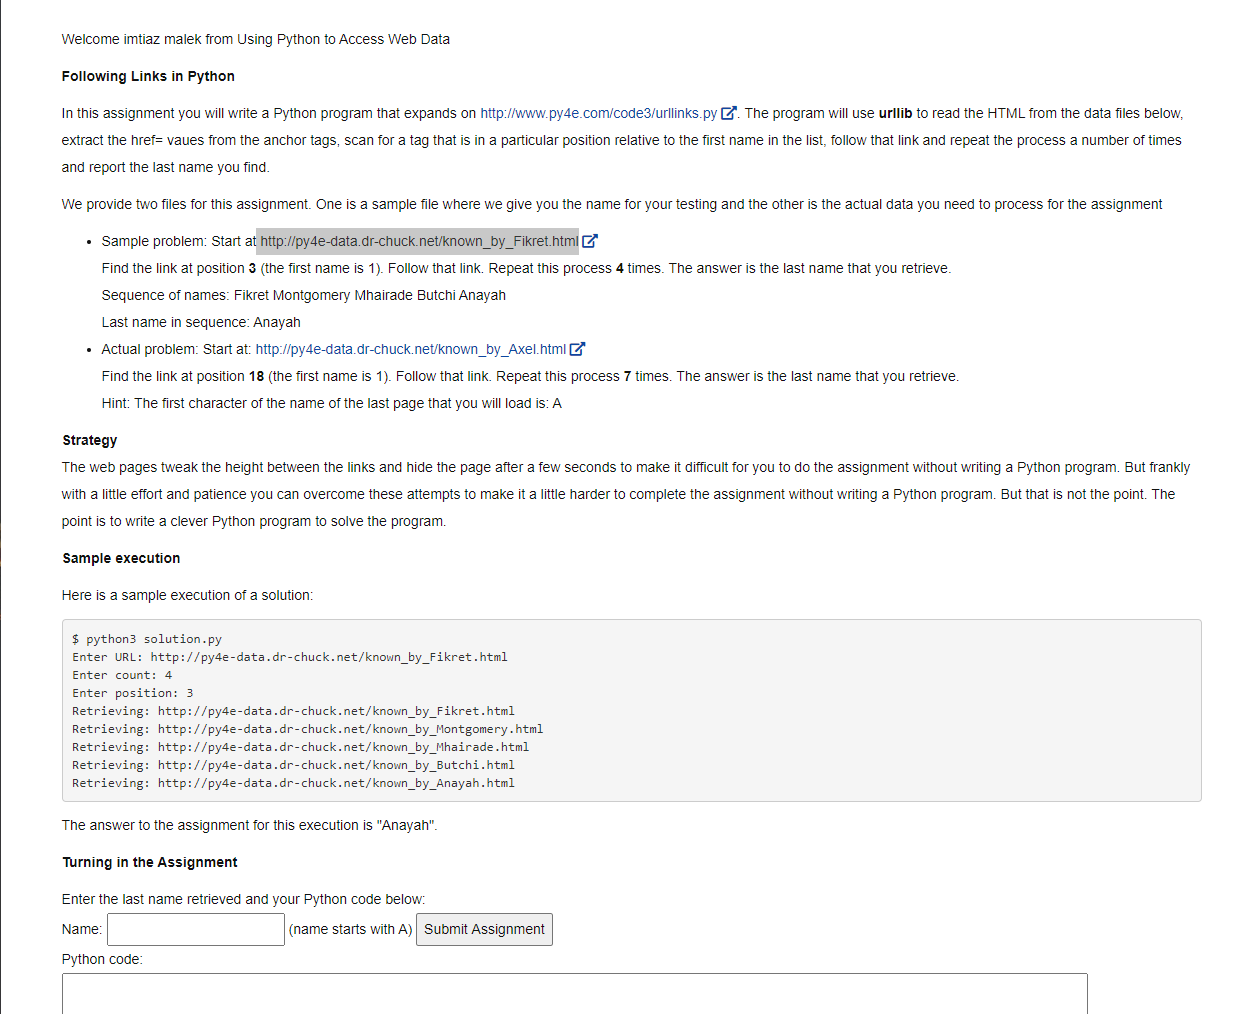 Welcome imtiaz malek from Using Python to Access Web Data
Following Links in Python
In this assignment you will write a Python program that expands on http://www.py4e.com/code3/urllinks.py. The program will use urllib to read the HTML from the data files below,
extract the href= vaues from the anchor tags, scan for a tag that is in a particular position relative to the first name in the list, follow that link and repeat the process a number of times
and report the last name you find.
We provide two files for this assignment. One is a sample file where we give you the name for your testing and the other is the actual data you need to process for the assignment
• Sample problem: Start at http://py4e-data.dr-chuck.net/known_by_Fikret.html
Find the link at position 3 (the first name is 1). Follow that link. Repeat this process 4 times. The answer is the last name that you retrieve.
Sequence of names: Fikret Montgomery Mhairade Butchi Anayah
Last name in sequence: Anayah
• Actual problem: Start at: http://py4e-data.dr-chuck.net/known_by_Axel.html
Find the link at position 18 (the first name is 1). Follow that link. Repeat this process 7 times. The answer is the last name that you retrieve.
Hint: The first character of the name of the last page that you will load is: A
Strategy
The web pages tweak the height between the links and hide the page after a few seconds to make it difficult for you to do the assignment without writing a Python program. But frankly
with a little effort and patience you can overcome these attempts to make it a little harder to complete the assignment without writing a Python program. But that is not the point. The
point is to write a clever Python program to solve the program.
Sample execution
Here is a sample execution of a solution:
$ python3 solution.py
Enter URL: http://py4e-data.dr-chuck.net/known_by_Fikret.html
Enter count: 4
Enter position: 3
Retrieving: http://py4e-data.dr-chuck.net/known_by_Fikret.html
Retrieving: http://py4e-data.dr-chuck.net/known_by_Montgomery.html
Retrieving: http://py4e-data.dr-chuck.net/known_by_Mhairade.html
Retrieving: http://py4e-data.dr-chuck.net/known_by_Butchi.html
Retrieving: http://py4e-data.dr-chuck.net/known_by_Anayah.html
The answer to the assignment for this execution is "Anayah".
Turning in the Assignment
Enter the last name retrieved and your Python code below:
Name: (name starts with A) Submit Assignment
Python code: